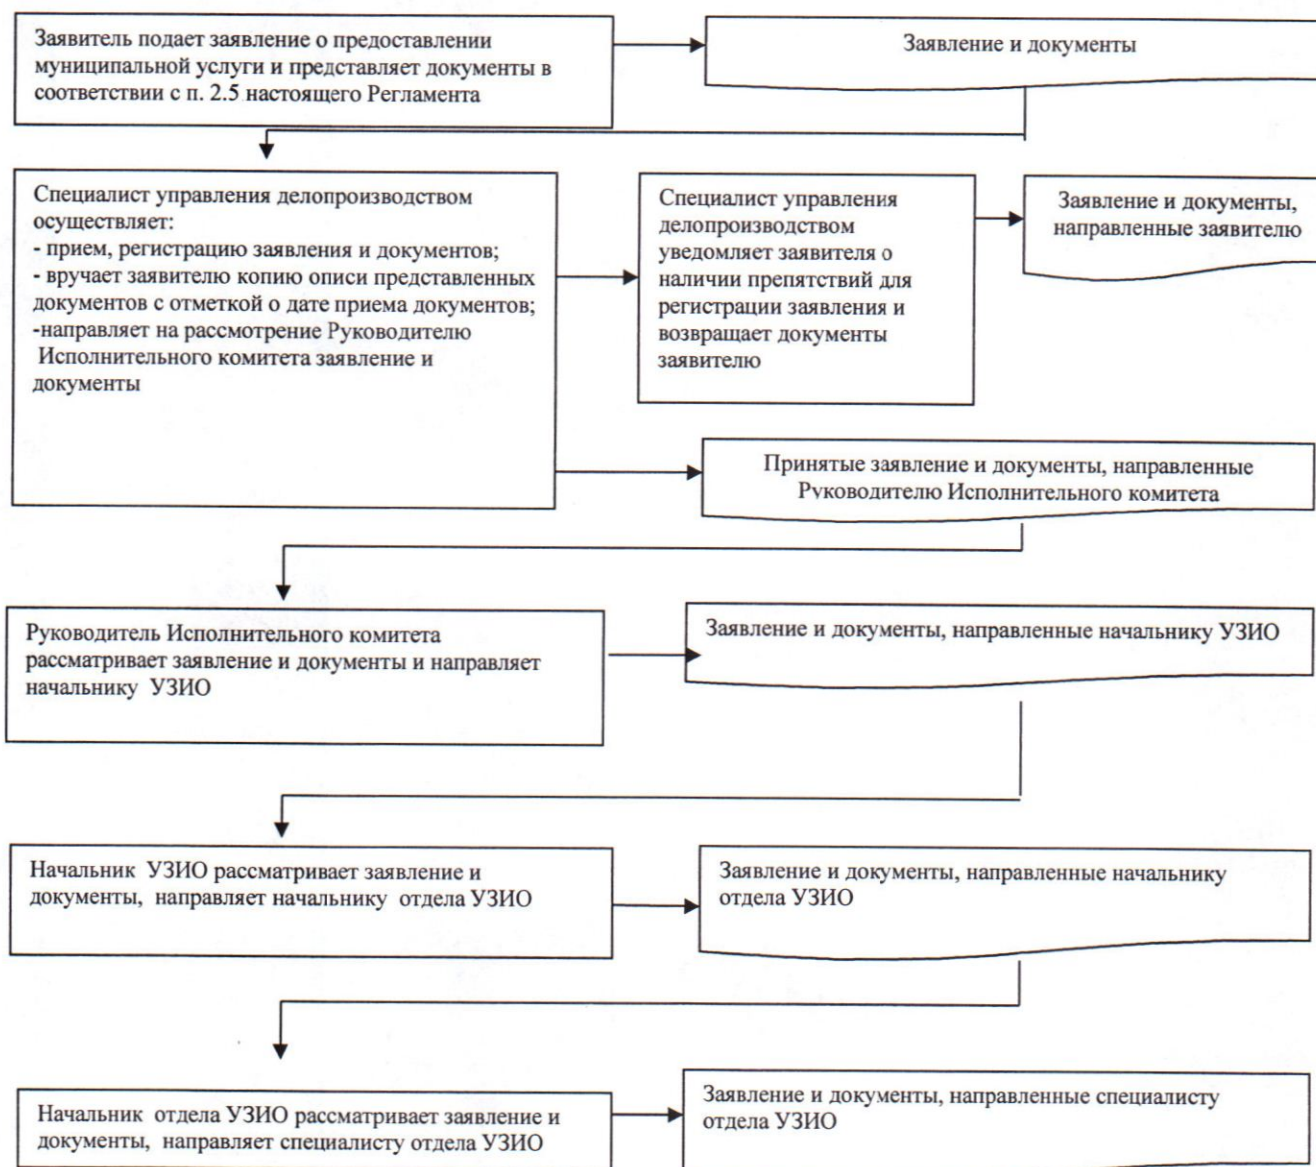 Заявитель подает заявление о предоставлении
муниципальной услуги и представляет документы в
соответствии с п. 2.5 настоящего Регламента
Заявление и документы
Специалист управления делопроизводством
осуществляет:
- прием, регистрацию заявления и документов;
- вручает заявителю копию описи представленных
документов с отметкой о дате приема документов;
-направляет на рассмотрение Руководителю
Исполнительного комитета заявление и
документы
Специалист управления
делопроизводством
уведомляет заявителя о
наличии препятствий для
регистрации заявления и
возвращает документы
заявителю
Заявление и документы,
направленные заявителю
Принятые заявление и документы, направленные
Руководителю Исполнительного комитета
Руководитель Исполнительного комитета
рассматривает заявление и документы и направляет
начальнику УЗИО
Заявление и документы, направленные начальнику УЗИО
Начальник УЗИО рассматривает заявление и
документы, направляет начальнику отдела УЗИО
Заявление и документы, направленные начальнику
отдела УЗИО
Начальник отдела УЗИО рассматривает заявление и
документы, направляет специалисту отдела УЗИО
Заявление и документы, направленные специалисту
отдела УЗИО